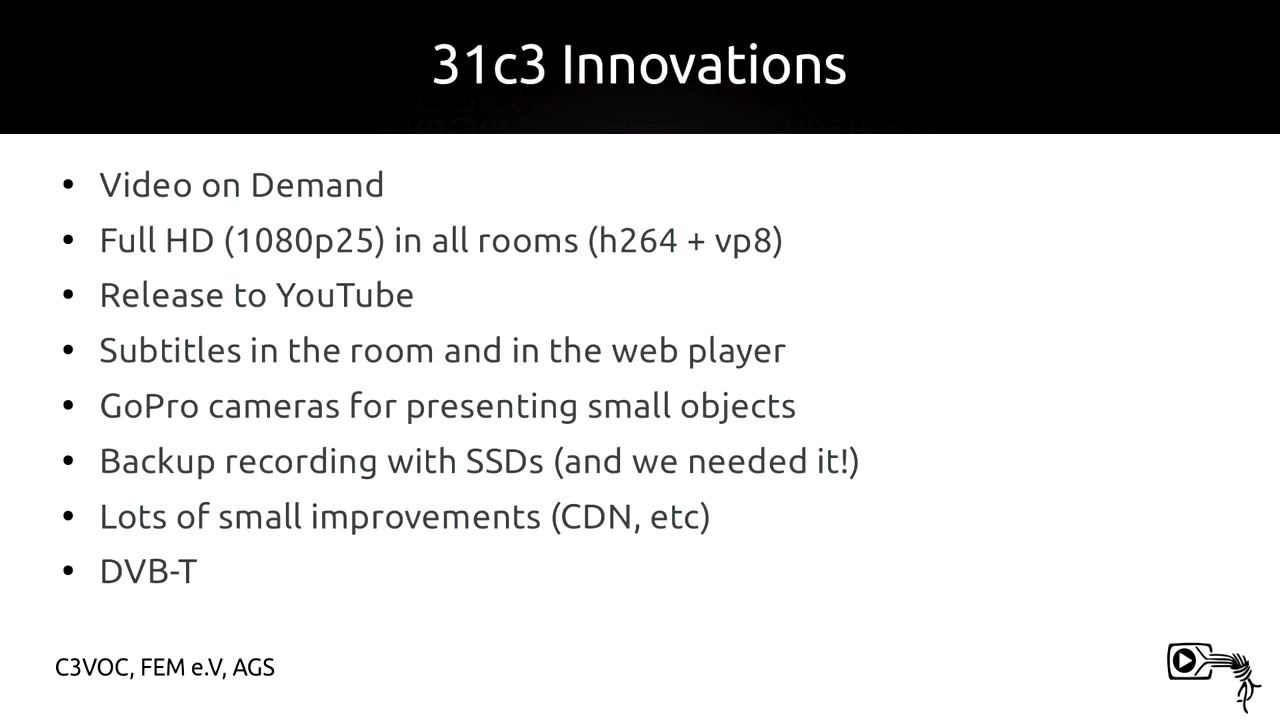 31c3 Innovations
• Video on Demand
• Full HD (1080p25) in all rooms (h264 + vp8)
• Release to YouTube
• Subtitles in the room and in the web player
• GoPro cameras for presenting small objects
• Backup recording with SSDs (and we needed it!)
• Lots of small improvements (CDN, etc)
• DVB-T
C3VOC, FEM e.V, AGS